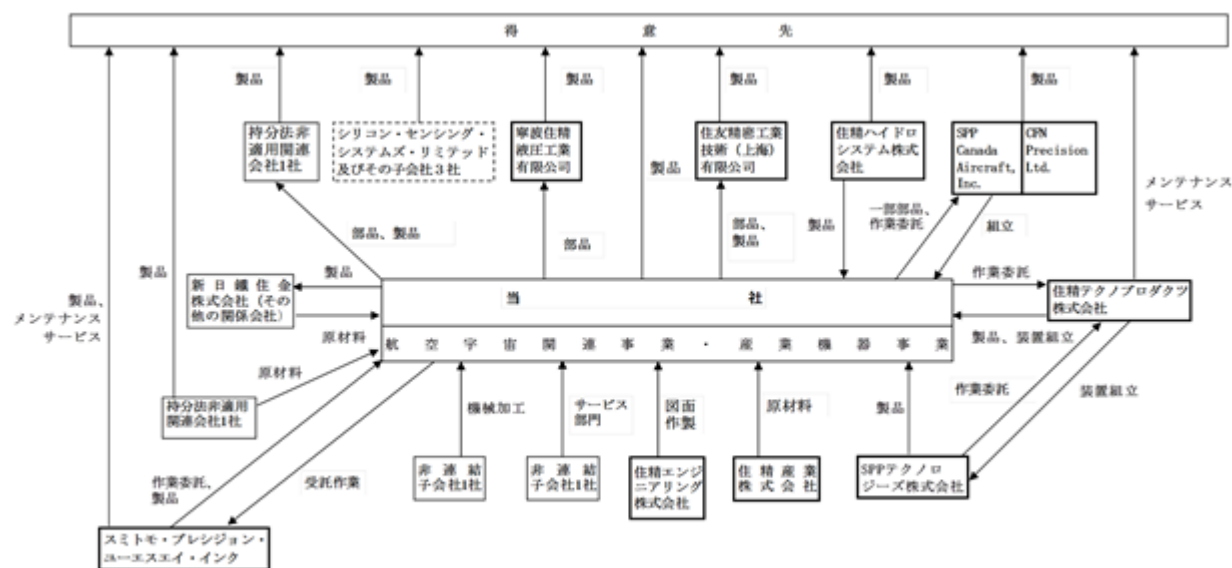 得意先
製品
製品
製品
製品
製品
製品
持分法非
適用関連
会社1社
シリコン・センシング・
システムズ・リミテッド
及びその子会社3社
寧波住精
液圧工業
有限公司
製品
住友精密工業
技術(上海)
有限公司
住精ハイドロ
システム株式
会社
SPP
Canada
Aircraft,
Inc.
CFN
Precision
Ltd.
メンテナンス
サービス
部品、製品
部品
部品、
製品
製品
一部部品、
作業委託
組立
製品、
メンテナンス
サービス
製品
新日鐵住金
株式会社(その
他の関係会社)
製品
当社
作業委託
住精テクノプロダクツ
株式会社
原材料
航空宇宙関連事業・産業機器事業
製品、装置組立
原材料
持分法非適用
関連会社1社
機械加工
サービス
部門
図面
作製
原材料
製品
作業委託
装置組立
作業委託、
製品
受託作業
非連結
子会社1社
非連結
子会社1社
住精エンジ
ニアリング
株式会社
住精産業
株式会社
SPPテクノロ
ジーズ株式会社
スミトモ・プレシジョン・
ユーエスエイ・インク